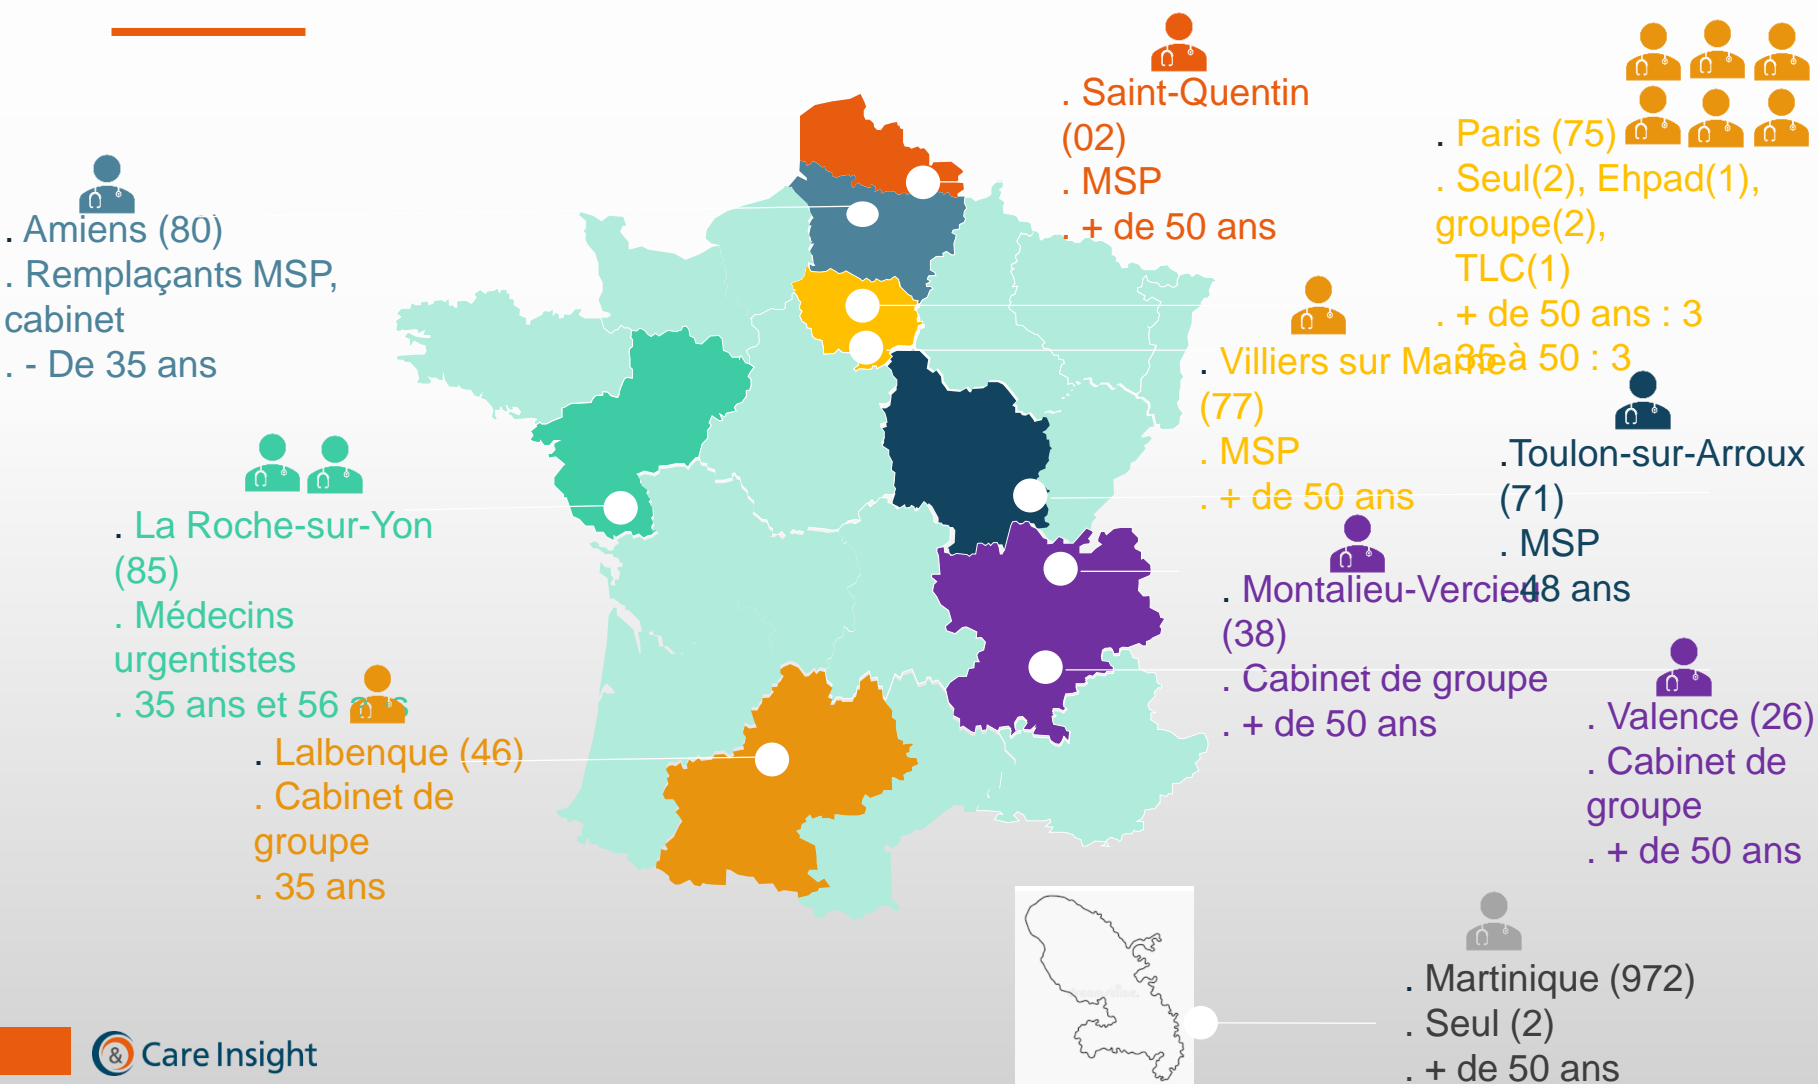 . Saint-Quentin
(02)
. MSP
. + de 50 ans
. Paris (75)
. Seul(2), Ehpad(1),
groupe(2),
TLC(1)
. + de 50 ans : 3
. 35 à 50 : 3
. Amiens (80)
. Remplaçants MSP,
cabinet
. - De 35 ans
. Villiers sur Marne
(77)
. MSP
. + de 50 ans
.Toulon-sur-Arroux
(71)
. MSP
. 48 ans
. La Roche-sur-Yon
(85)
. Médecins
urgentistes
. 35 ans et 56 ans
. Montalieu-Vercieu
(38)
. Cabinet de groupe
. + de 50 ans
. Valence (26)
. Cabinet de
groupe
. + de 50 ans
. Lalbenque (46)
. Cabinet de
groupe
. 35 ans
. Martinique (972)
. Seul (2)
. + de 50 ans
& Care Insight